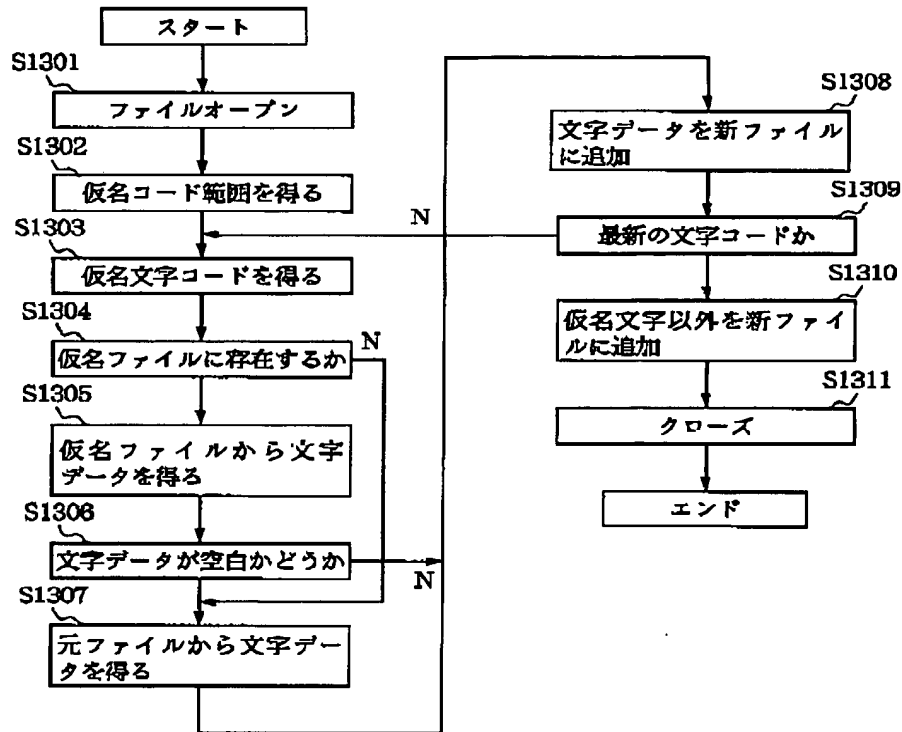 スタート
S1301
ファイルオープン
S1302
仮名コード範囲を得る
S1303
仮名文字コードを得る
S1304
仮名ファイルに存在するか
N
S1305
仮名ファイルから文字
データを得る
S1306
文字データが空白かどうか
N
S1307
元ファイルから文字デー
タを得る
S1308
文字データを新ファイル
に追加
S1309
最新の文字コードか
N
S1310
仮名文字以外を新ファイ
ルに追加
S1311
クローズ
エンド